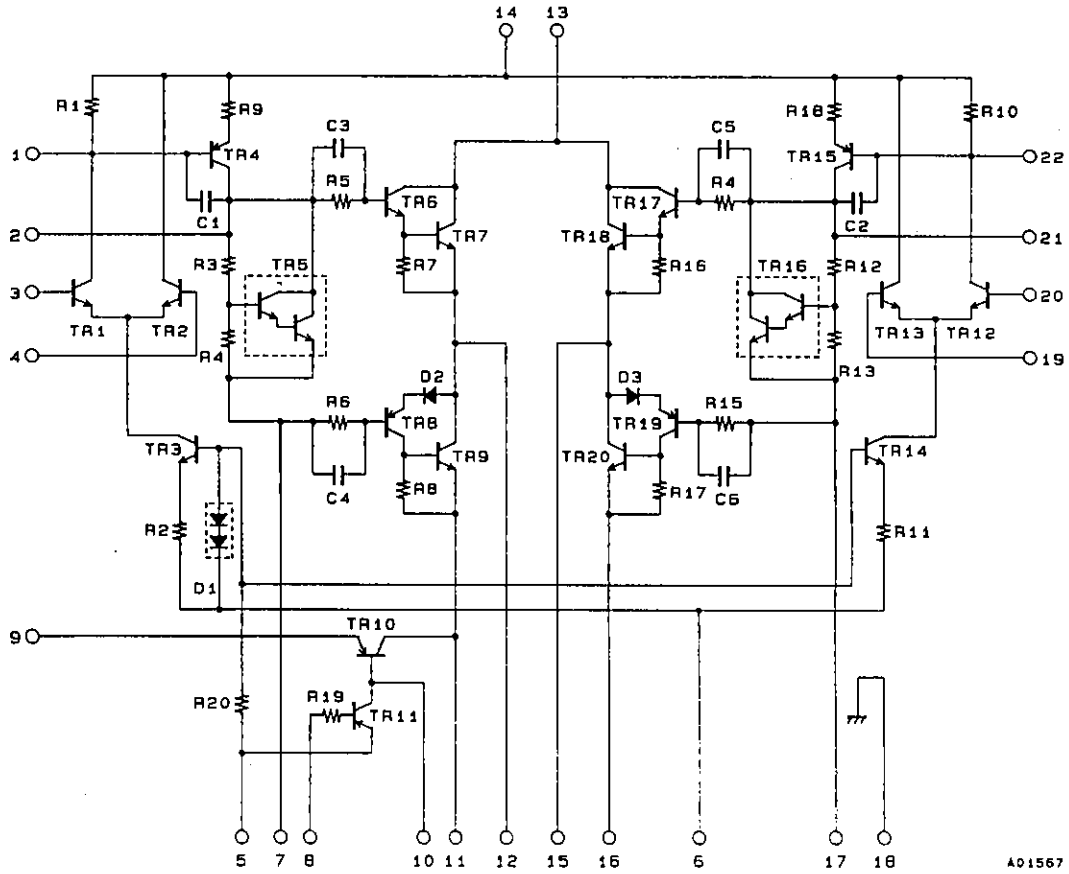 14 13
R1 R9 R18 R10
C3 C5
1 TR4 TR15 22
R5 TR6 TR17 R4
C1 C2
2 TR7 TR18 21
R3 TR5 R7 R16 TR16 R12
3 20
TR1 TR2 TR13 TR12
4 R4 R13 19
D2 D3
R6 TR8 TR19 R15
TR3 TR9 TR20 TR14
C4 R8 R17 C6
R2 R11
D1
9 TR10
R20 R19 TR11
5 7 8 10 11 12 15 16 6 17 18
A01567